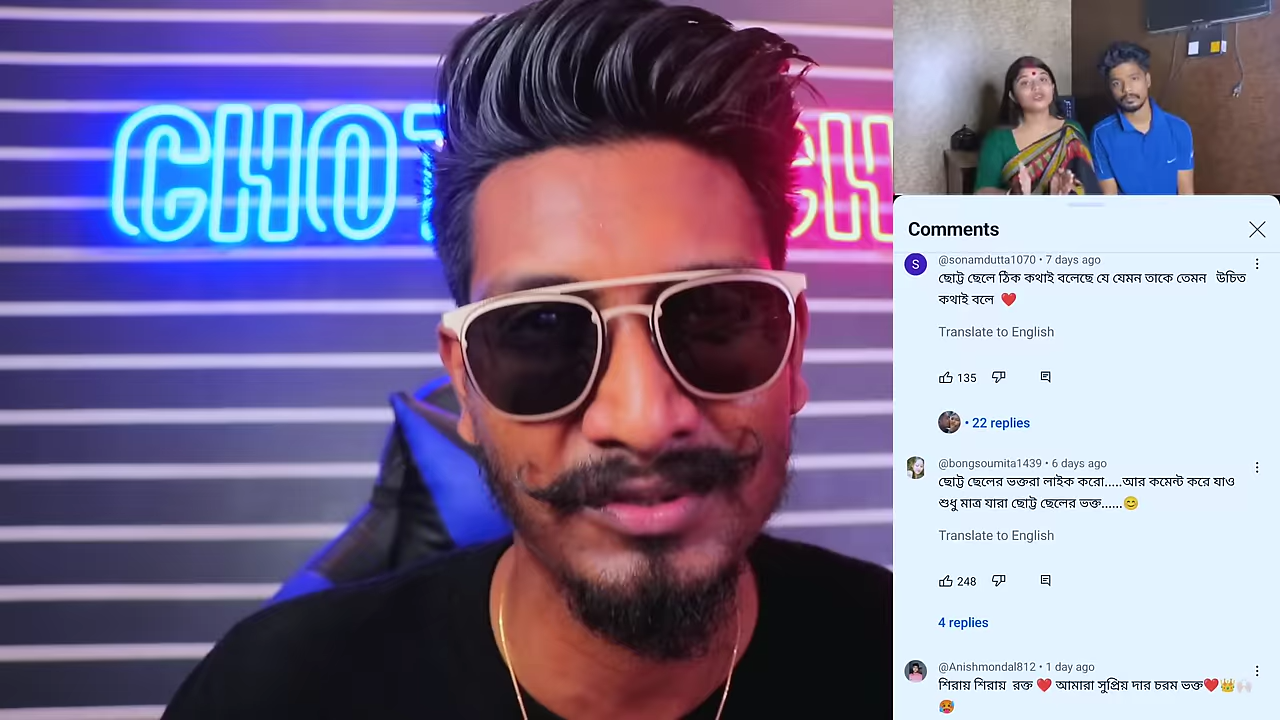 CHOT
CH
Comments
S
@sonamdutta1070 • 7 days ago
ছোট্ট ছেলে ঠিক কথাই বলেছে যে যেমন তাকে তেমন উচিত
কথাই বলে ❤️
Translate to English
135
• 22 replies
@bongsoumita1439 • 6 days ago
ছোট্ট ছেলের ভক্তরা লাইক করো.....আর কমেন্ট করে যাও
শুধু মাত্র যারা ছোট্ট ছেলের ভক্ত......😊
Translate to English
248
4 replies
@Anishmondal812 • 1 day ago
শিরায় শিরায় রক্ত ❤️ আমারা সুপ্রিয় দার চরম ভক্ত❤️👑🙌🏻
🥵